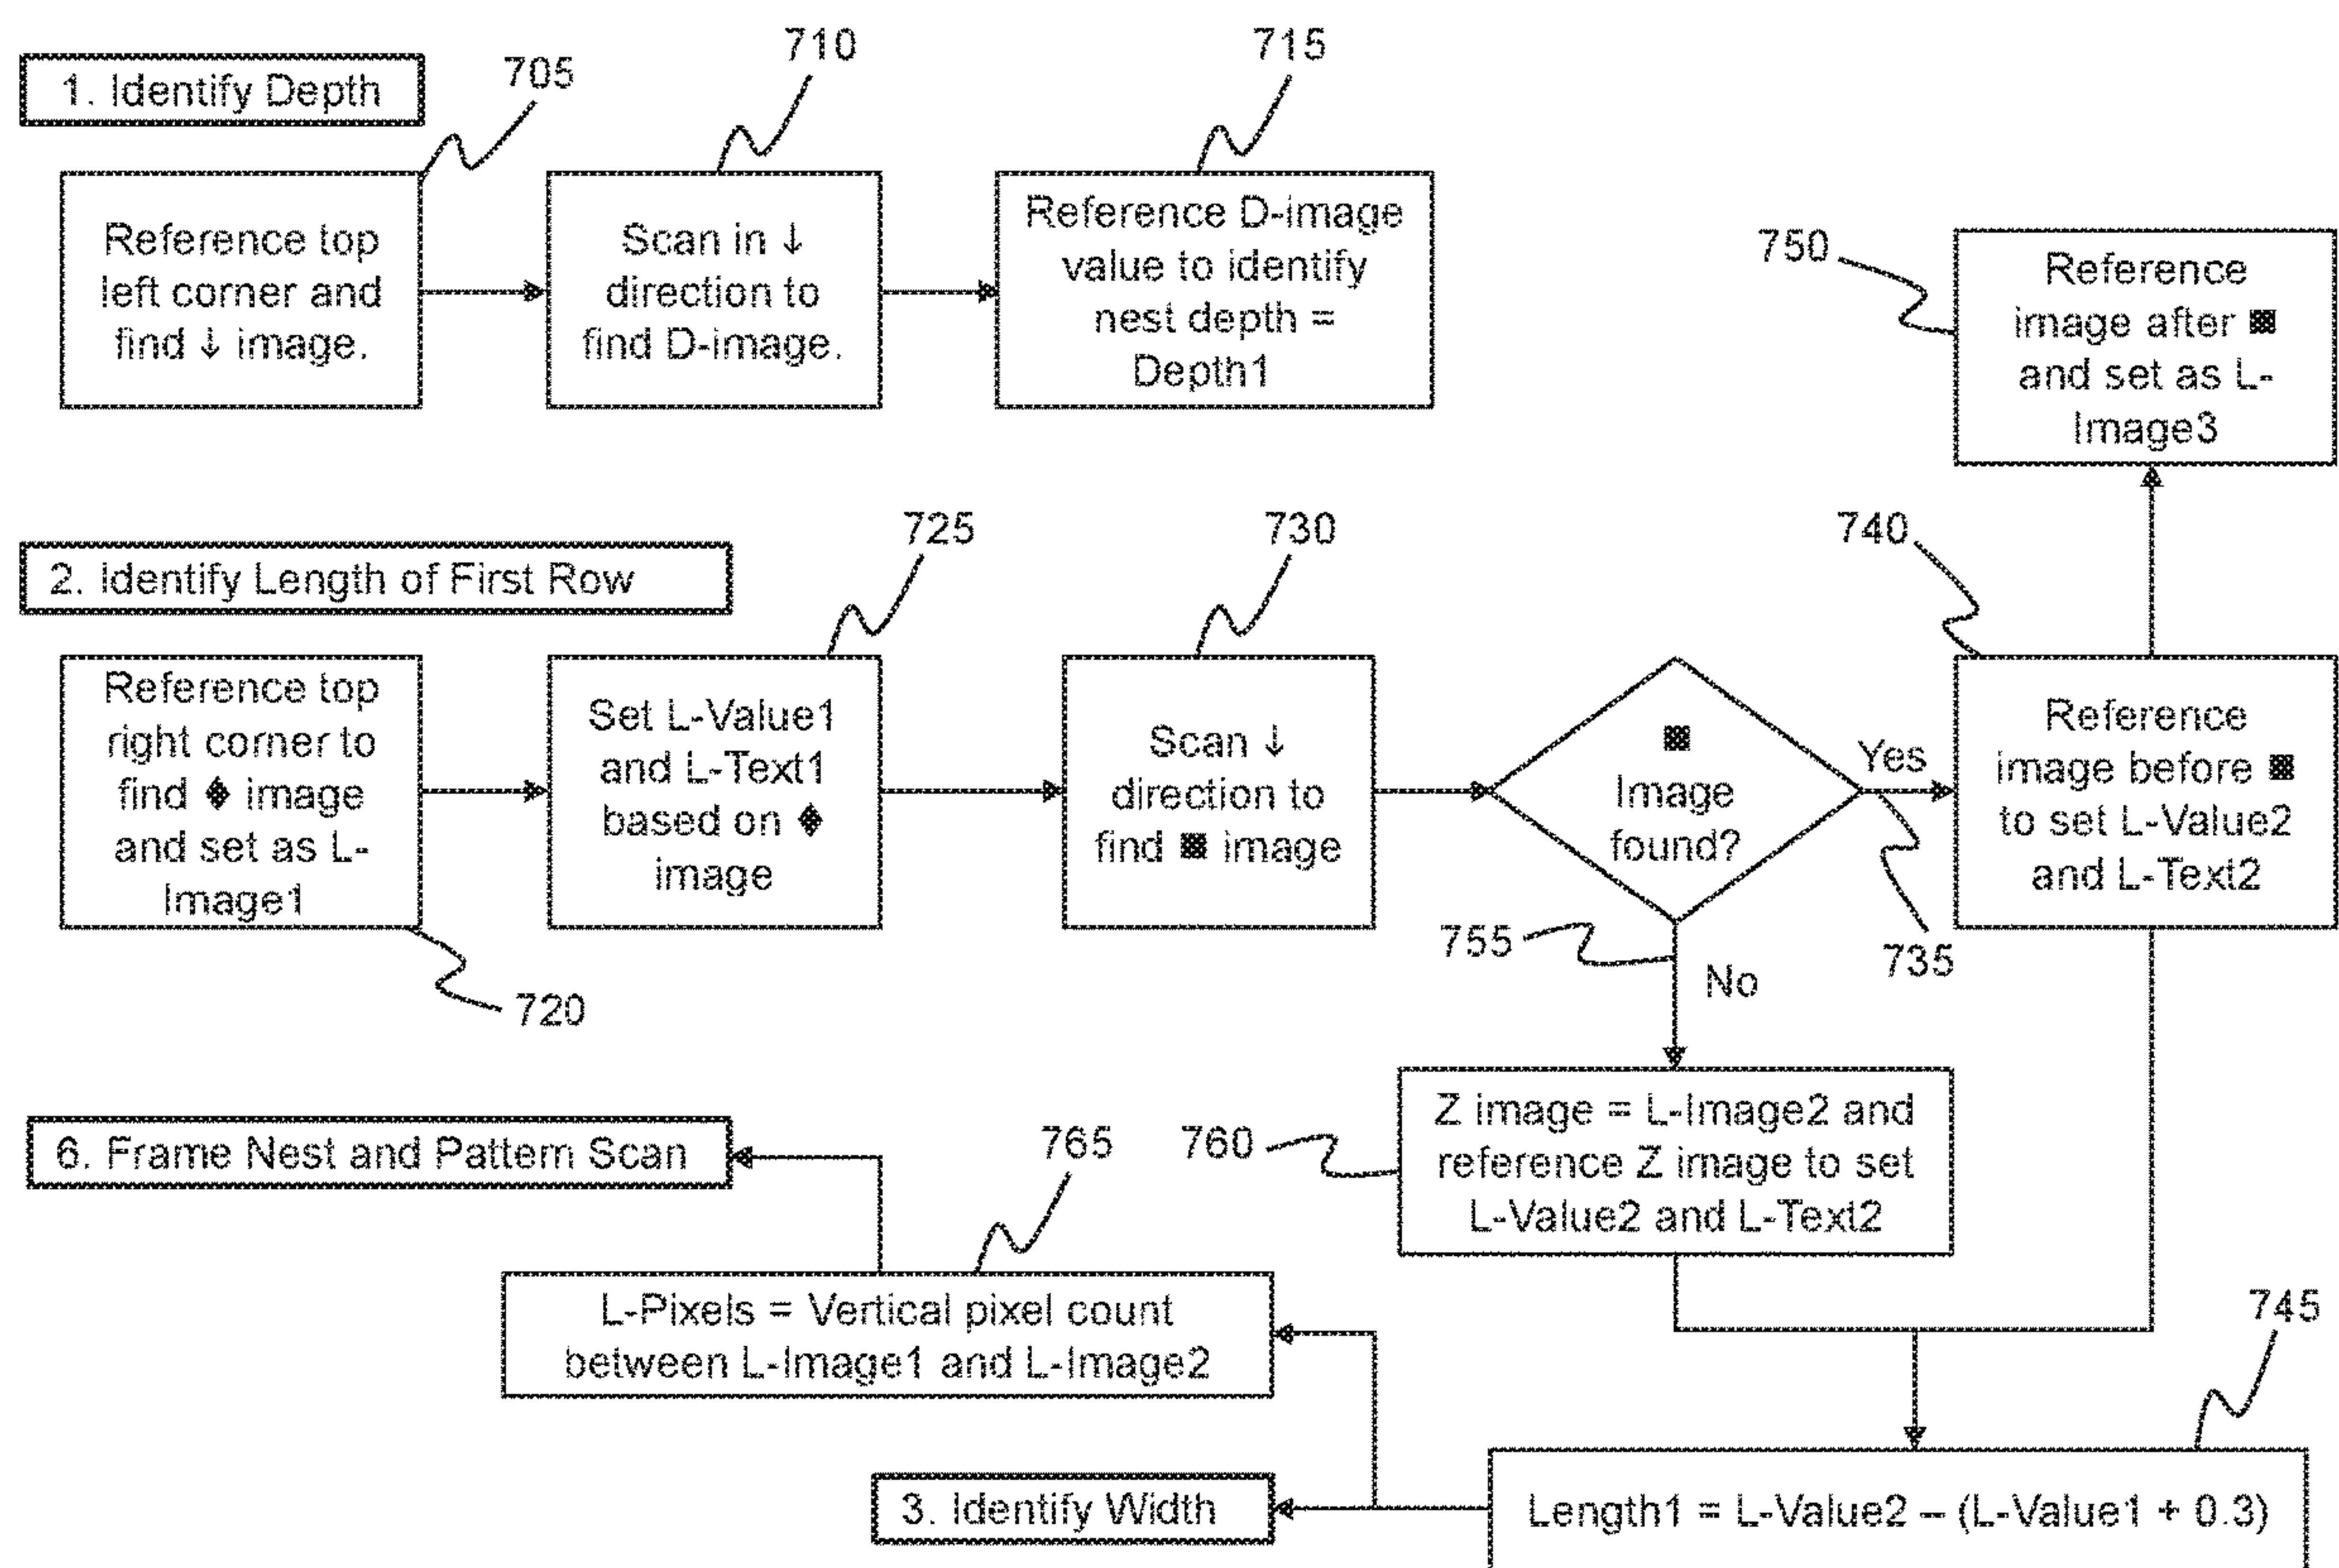 1. Identify Depth
705
710
715
Reference top
left corner and
find ↓ image.
Scan in ↓
direction to
find D-image.
Reference D-image
value to identify
nest depth =
Depth1
750
Reference
image after ■
and set as L-
Image3
2. Identify Length of First Row
725
730
740
Reference top
right corner to
find ♦ image
and set as L-
Image1
720
Set L-Value1
and L-Text1
based on ♦
image
Scan ↓
direction to
find ■ image
■
Image
found?
Yes
735
Reference
image before ■
to set L-Value2
and L-Text2
755
No
760
Z image = L-Image2 and
reference Z image to set
L-Value2 and L-Text2
6. Frame Nest and Pattern Scan
765
L-Pixels = Vertical pixel count
between L-Image1 and L-Image2
745
3. Identify Width
Length1 = L-Value2 – (L-Value1 + 0.3)